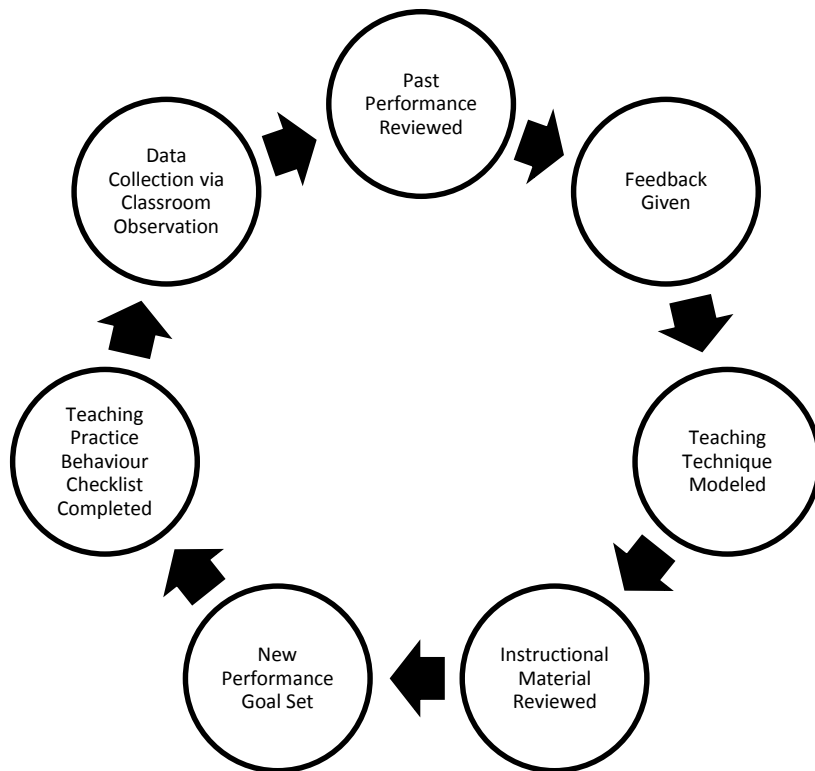 Past
Performance
Reviewed
Feedback
Given
Teaching
Technique
Modeled
Instructional
Material
Reviewed
New
Performance
Goal Set
Teaching
Practice
Behaviour
Checklist
Completed
Data
Collection via
Classroom
Observation